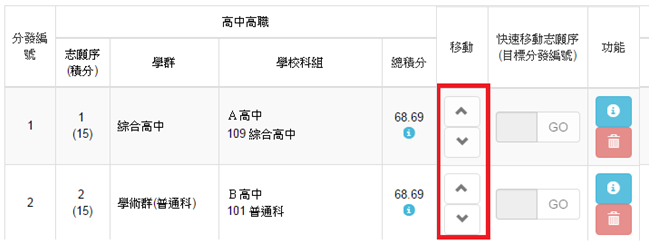 高中高職
分發編
號
志願序
(積分)
學群
學校科組
總積分
移動
快速移動志願序
(目標分發編號)
功能
1
1
(15)
綜合高中
A高中
109 綜合高中
68.69
GO
2
2
(15)
學術群(普通科)
B高中
101 普通科
68.69
GO